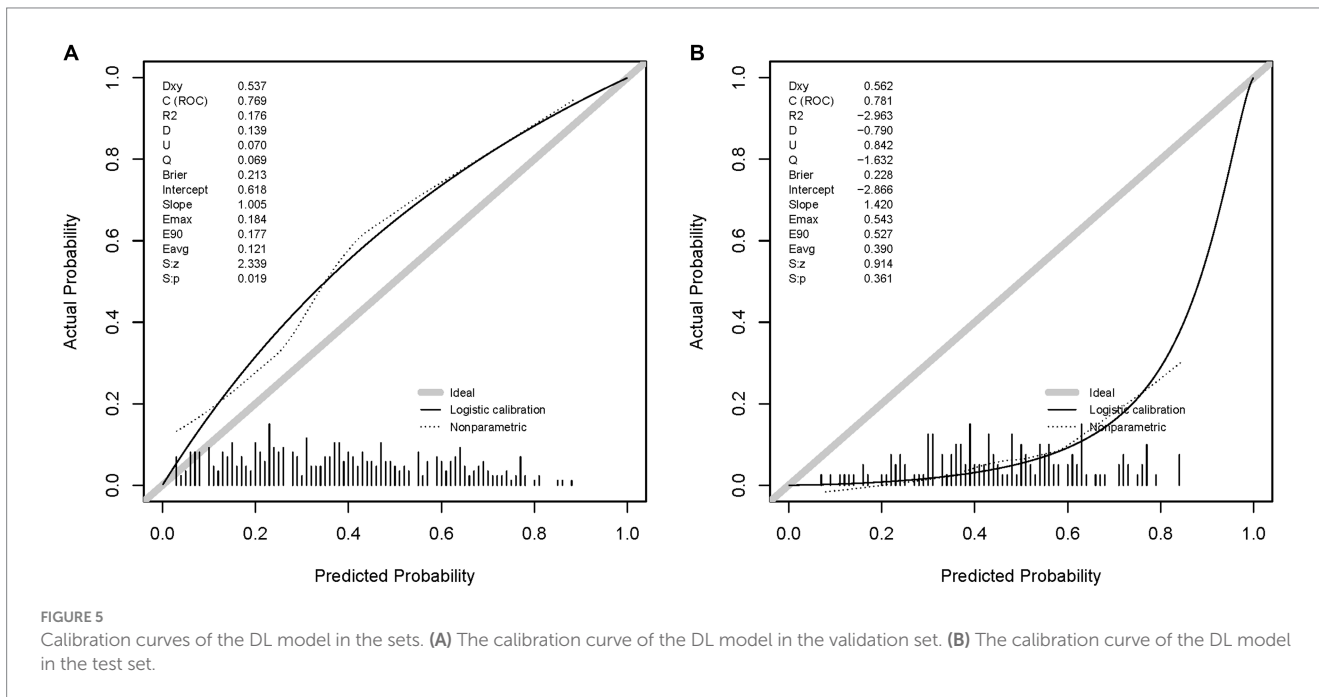 A
Dxy 0.537
C (ROC) 0.769
R2 0.176
D 0.139
U 0.070
Q 0.069
Brier 0.213
Intercept 0.618
Slope 1.005
Emax 0.184
E90 0.177
Eavg 0.121
S:z 2.339
S:p 0.019
Actual Probability
1.0
0.8
0.6
0.4
0.2
0.0
Ideal
Logistic calibration
Nonparametric
0.0 0.2 0.4 0.6 0.8 1.0
Predicted Probability
B
Dxy 0.562
C (ROC) 0.781
R2 −2.963
D −0.790
U 0.842
Q −1.632
Brier 0.228
Intercept −2.866
Slope 1.420
Emax 0.543
E90 0.527
Eavg 0.390
S:z 0.914
S:p 0.361
Actual Probability
1.0
0.8
0.6
0.4
0.2
0.0
Ideal
Logistic calibration
Nonparametric
0.0 0.2 0.4 0.6 0.8 1.0
Predicted Probability
FIGURE 5
Calibration curves of the DL model in the sets. (A) The calibration curve of the DL model in the validation set. (B) The calibration curve of the DL model
in the test set.